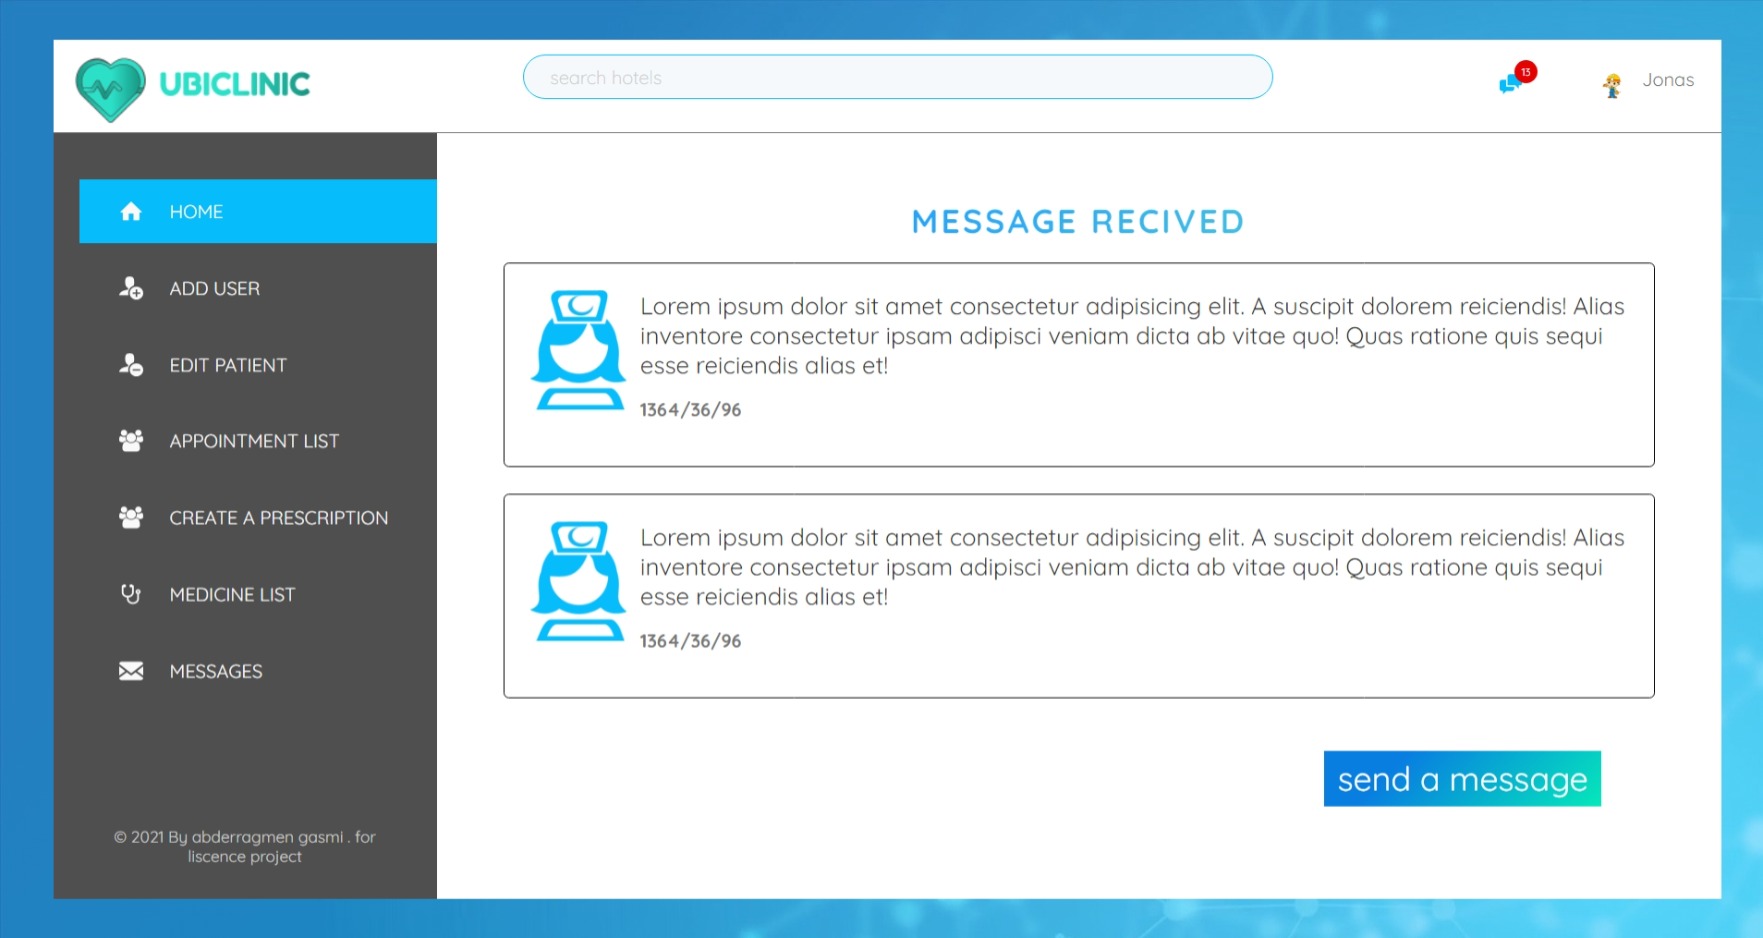 UBICLINIC
search hotels
13
Jonas
HOME
ADD USER
EDIT PATIENT
APPOINTMENT LIST
CREATE A PRESCRIPTION
MEDICINE LIST
MESSAGES
© 2021 By abderragmen gasmi . for
liscence project
MESSAGE RECIVED
Lorem ipsum dolor sit amet consectetur adipisicing elit. A suscipit dolorem reiciendis! Alias
inventore consectetur ipsam adipisci veniam dicta ab vitae quo! Quas ratione quis sequi
esse reiciendis alias et!
1364/36/96
Lorem ipsum dolor sit amet consectetur adipisicing elit. A suscipit dolorem reiciendis! Alias
inventore consectetur ipsam adipisci veniam dicta ab vitae quo! Quas ratione quis sequi
esse reiciendis alias et!
1364/36/96
send a message